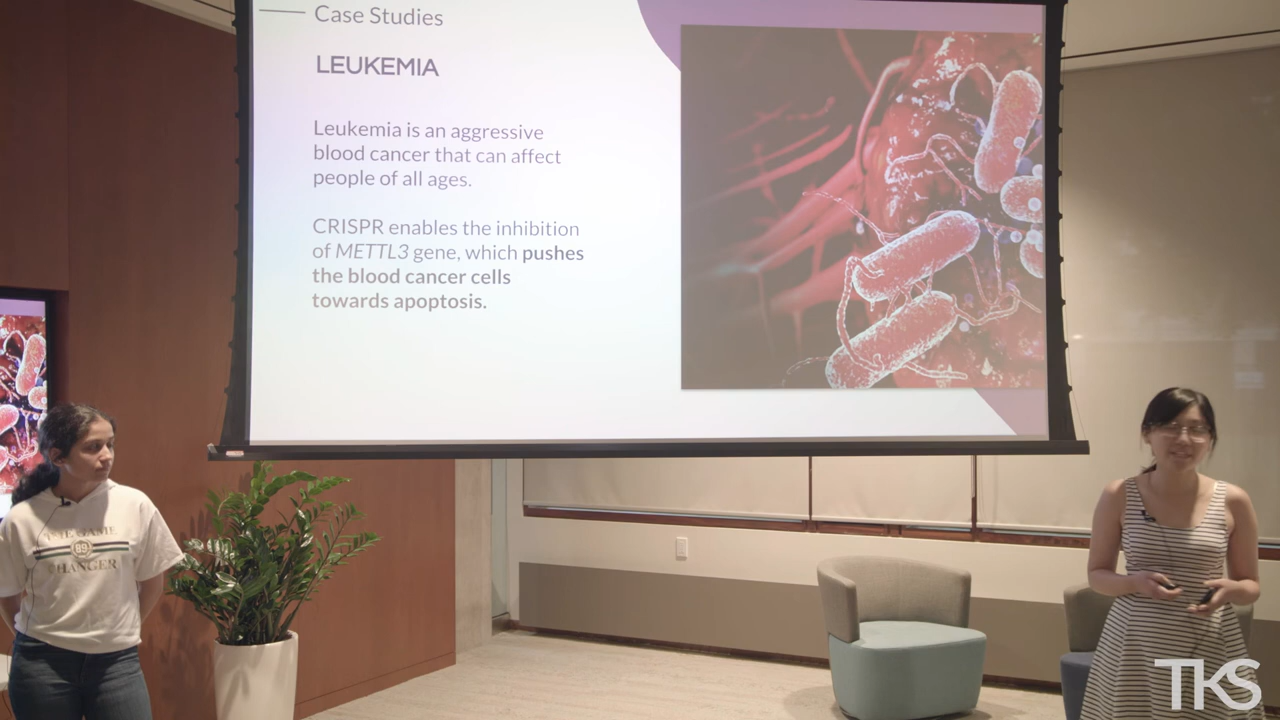 Case Studies
LEUKEMIA
Leukemia is an aggressive
blood cancer that can affect
people of all ages.
CRISPR enables the inhibition
of METTL3 gene, which pushes
the blood cancer cells
towards apoptosis.
89
CHANGER
TKS